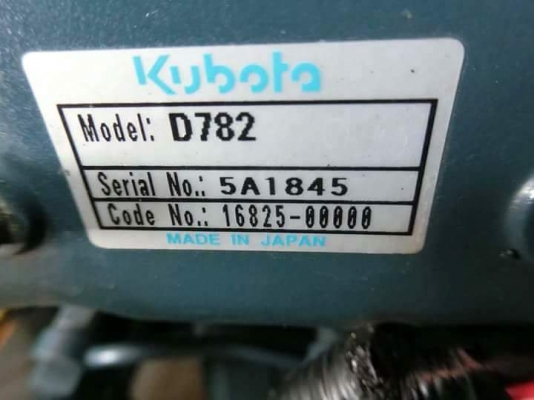 Kubota
Model: D782
Serial No.: 5A1845
Code No.: 16825-00000
MADE IN JAPAN